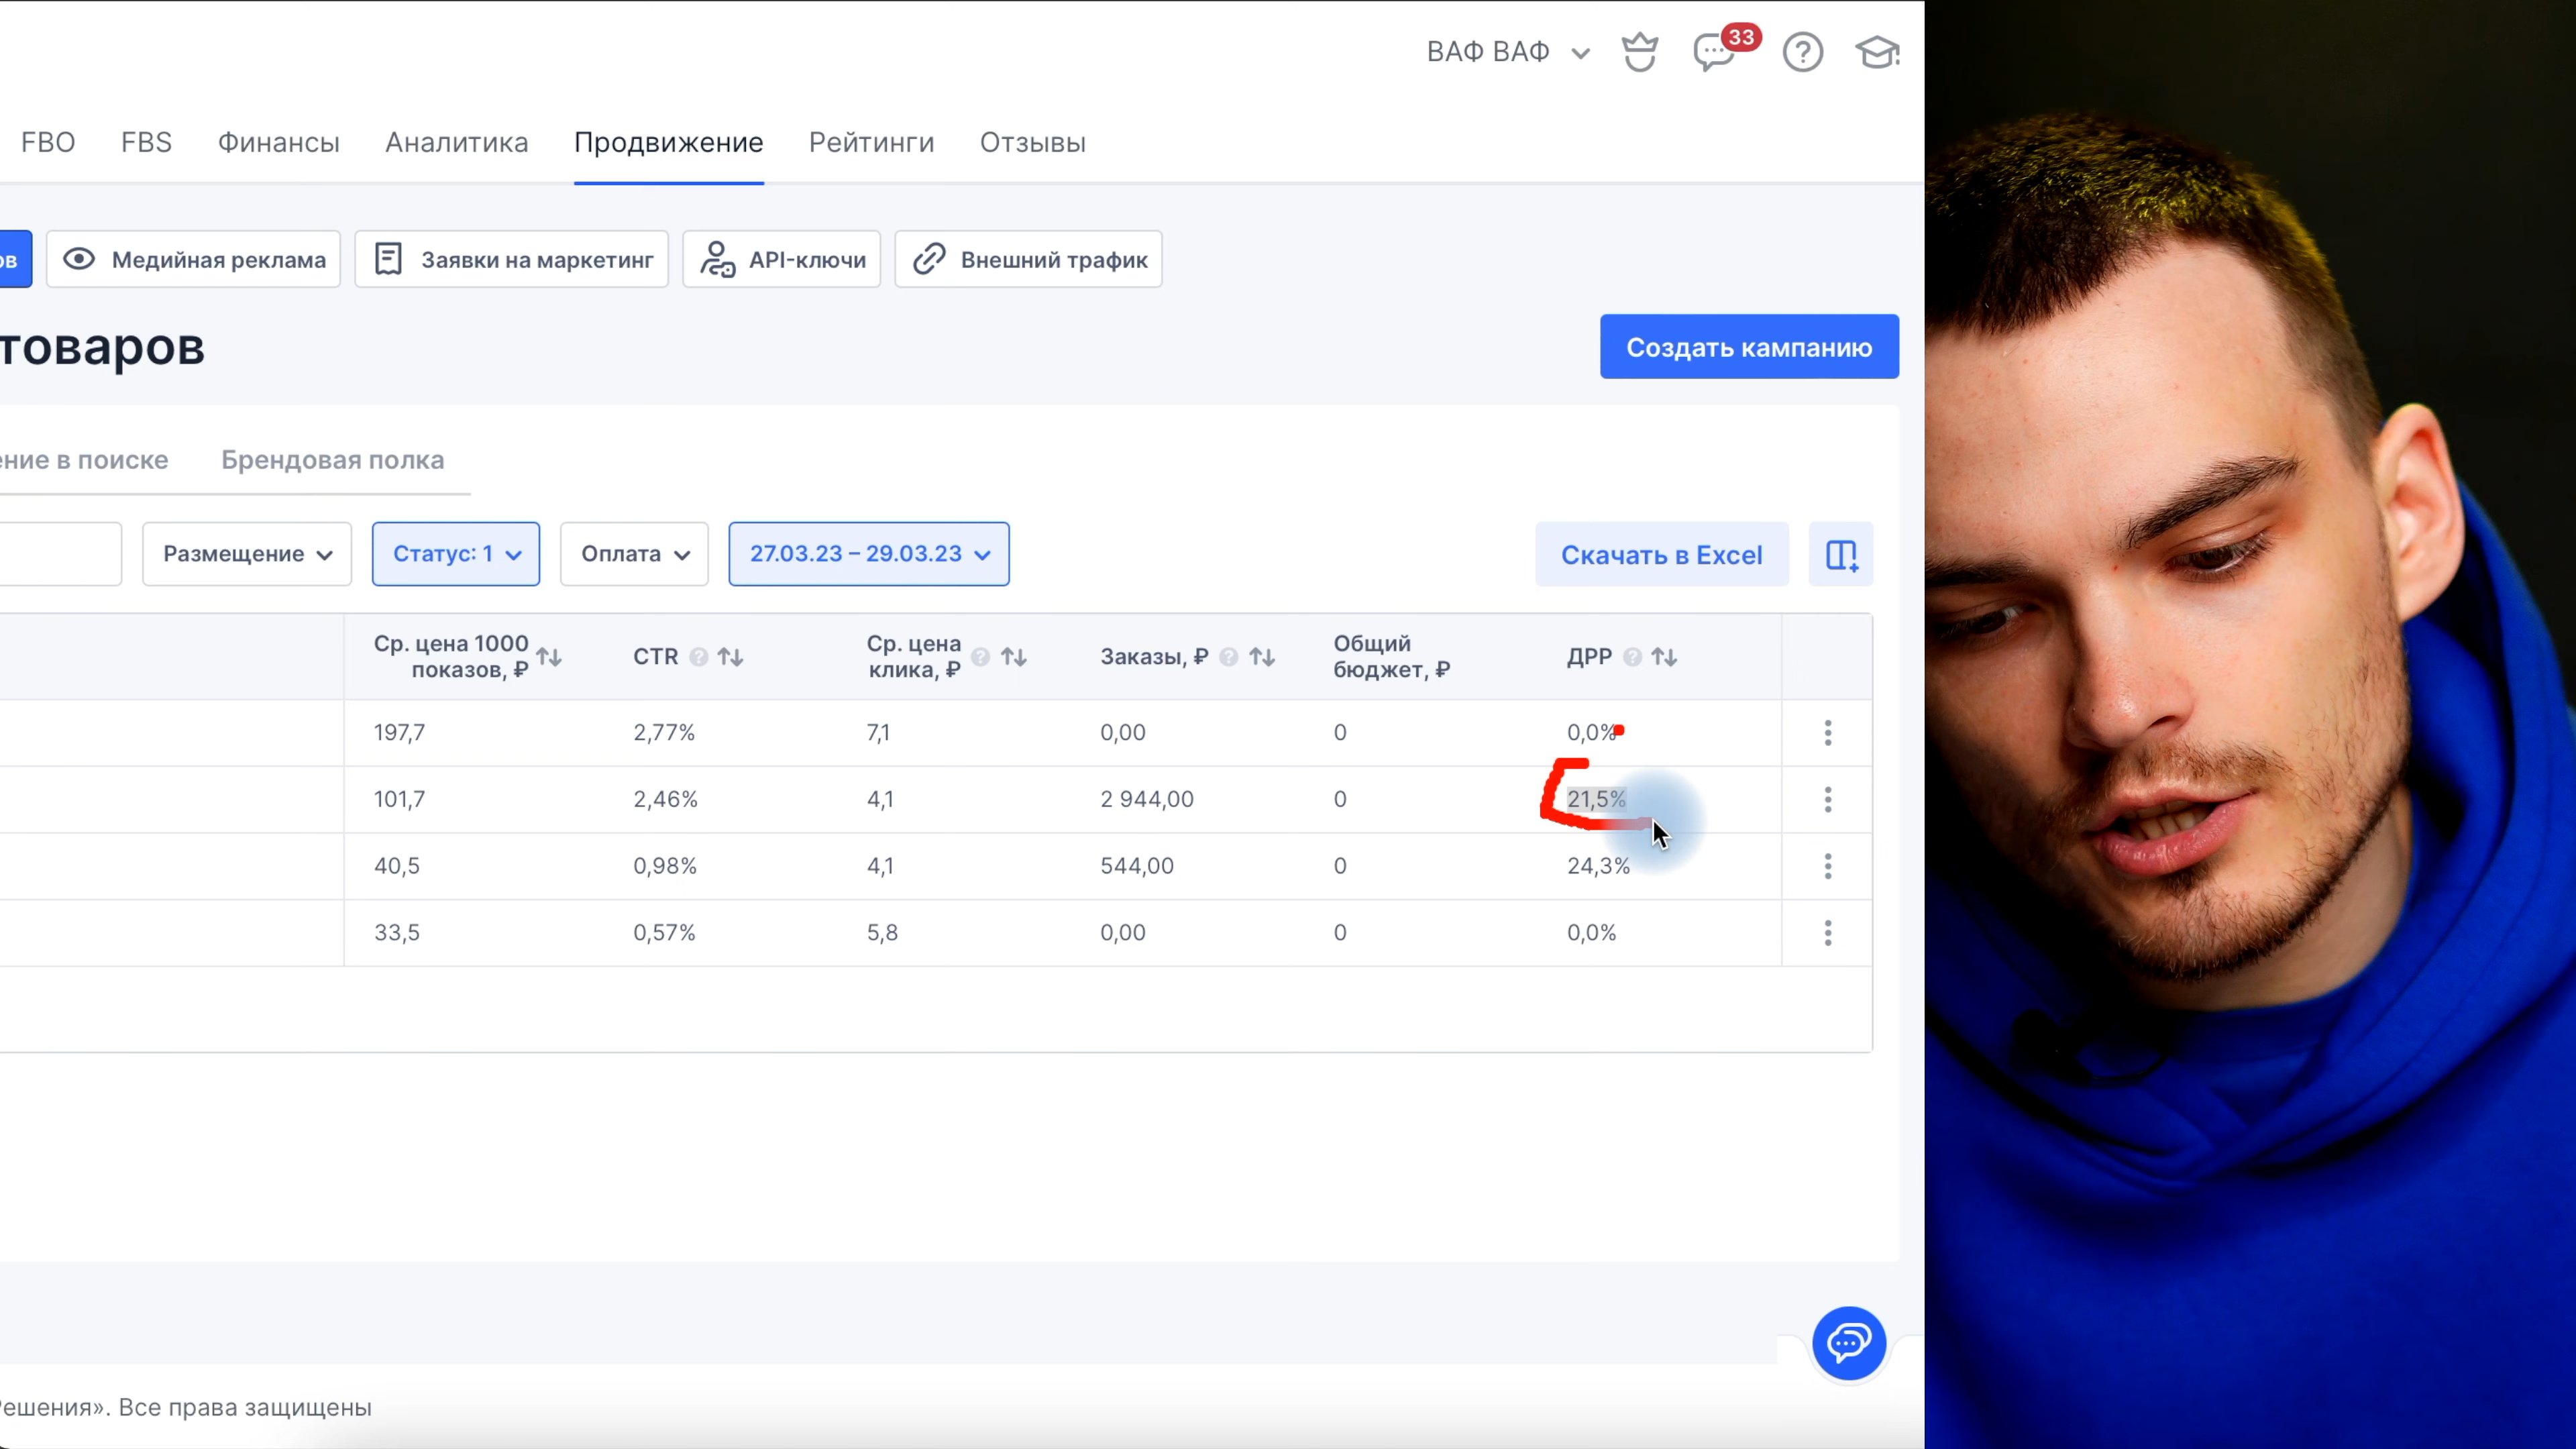 ВАФ ВАФ
33
FBO FBS Финансы Аналитика Продвижение Рейтинги Отзывы
ов Медийная реклама Заявки на маркетинг API-ключи Внешний трафик
товаров
Создать кампанию
ение в поиске Брендовая полка
Размещение Статус: 1 Оплата 27.03.23 – 29.03.23 Скачать в Excel
Ср. цена 1000 показов, ₽ CTR Ср. цена клика, ₽ Заказы, ₽ Общий бюджет, ₽ ДРР
197,7 2,77% 7,1 0,00 0 0,0%
101,7 2,46% 4,1 2 944,00 0 21,5%
40,5 0,98% 4,1 544,00 0 24,3%
33,5 0,57% 5,8 0,00 0 0,0%
Решения». Все права защищены